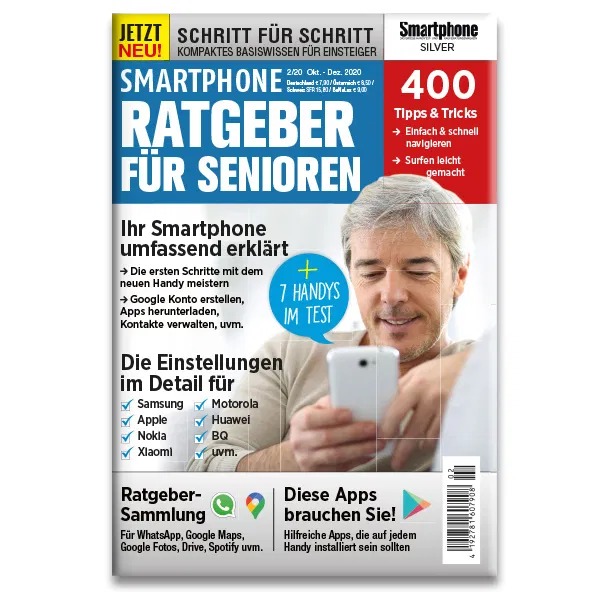 JETZT
NEU!
SCHRITT FÜR SCHRITT
KOMPAKTES BASISWISSEN FÜR EINSTEIGER
Smartphone
SILVER
SMARTPHONE
2/20 Okt. - Dez. 2020
Deutschland € 7,90 / Österreich € 8,50 /
Schweiz SFR 15,80 / BeNeLux € 9,00
RATGEBER
FÜR SENIOREN
400
Tipps & Tricks
→ Einfach & schnell
navigieren
→ Surfen leicht
gemacht
Ihr Smartphone
umfassend erklärt
→ Die ersten Schritte mit dem
neuen Handy meistern
→ Google Konto erstellen,
Apps herunterladen,
Kontakte verwalten, uvm.
+
7 HANDYS
IM TEST
Die Einstellungen
im Detail für
Samsung
Apple
Nokia
Xiaomi
Motorola
Huawei
BQ
uvm.
Ratgeber-
Sammlung
Für WhatsApp, Google Maps,
Google Fotos, Drive, Spotify uvm.
Diese Apps
brauchen Sie!
Hilfreiche Apps, die auf jedem
Handy installiert sein sollten
02
4 192781 607908